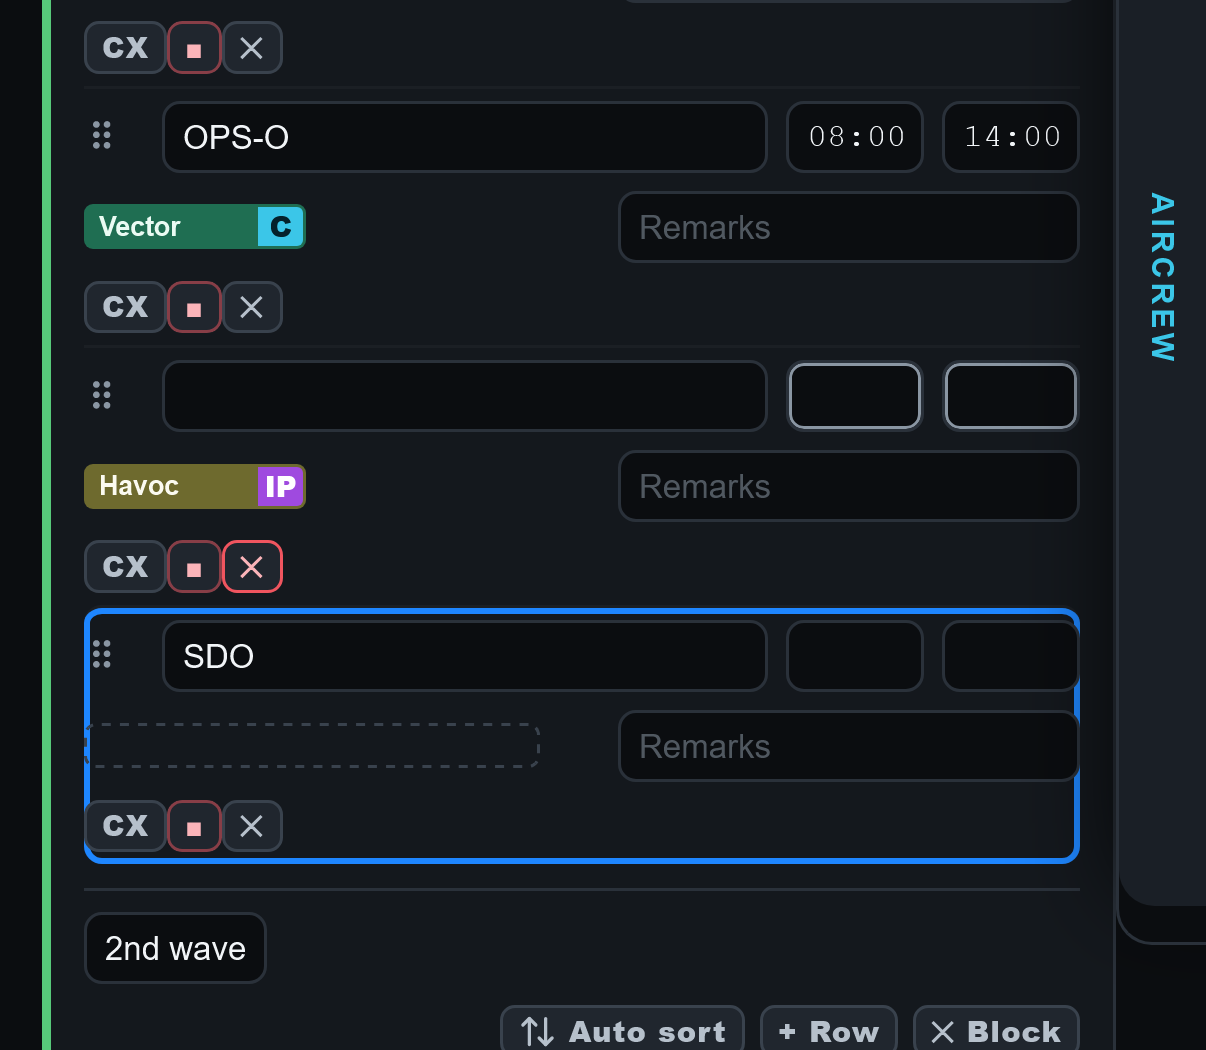 CX
OPS-O 08:00 14:00
Vector C Remarks
CX
Havoc IP Remarks
CX
SDO
Remarks
CX
2nd wave
Auto sort + Row Block
AIRCREW